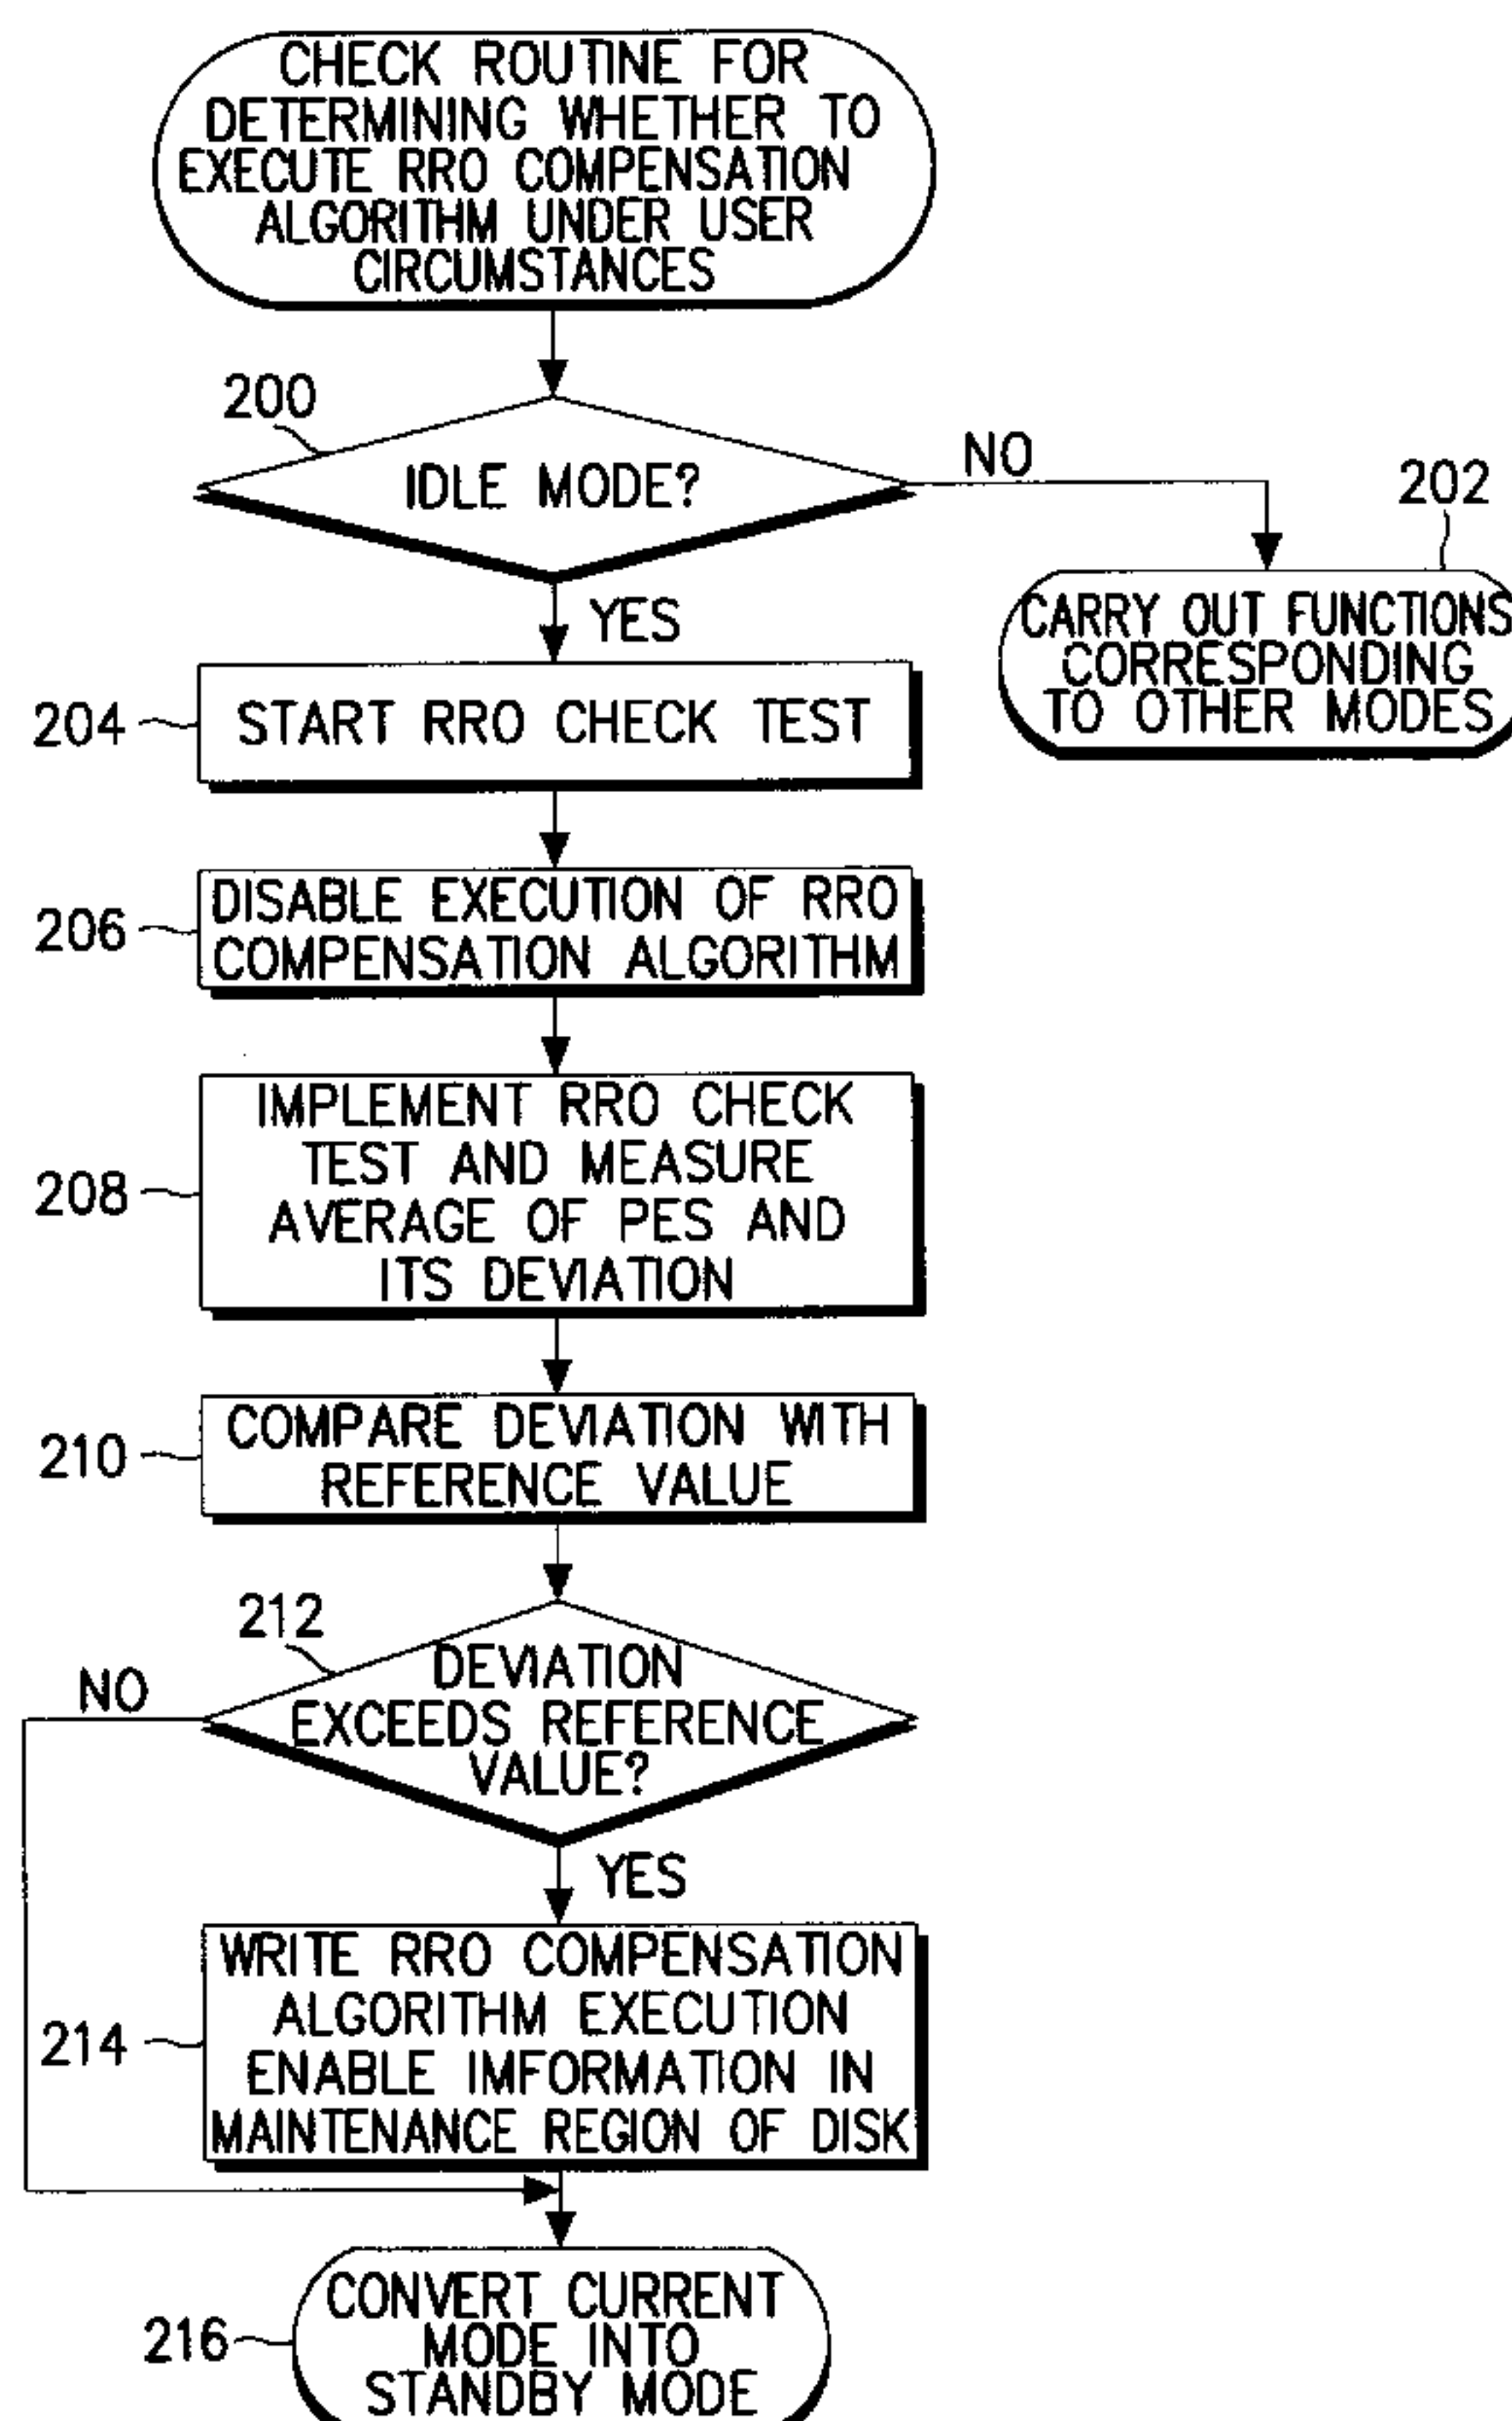 CHECK ROUTINE FOR
DETERMINING WHETHER TO
EXECUTE RRO COMPENSATION
ALGORITHM UNDER USER
CIRCUMSTANCES
200
IDLE MODE?
NO
202
CARRY OUT FUNCTIONS
CORRESPONDING
TO OTHER MODES
YES
204
START RRO CHECK TEST
206
DISABLE EXECUTION OF RRO
COMPENSATION ALGORITHM
208
IMPLEMENT RRO CHECK
TEST AND MEASURE
AVERAGE OF PES AND
ITS DEVIATION
210
COMPARE DEVIATION WITH
REFERENCE VALUE
212
NO
DEVIATION
EXCEEDS REFERENCE
VALUE?
YES
214
WRITE RRO COMPENSATION
ALGORITHM EXECUTION
ENABLE IMFORMATION IN
MAINTENANCE REGION OF DISK
216
CONVERT CURRENT
MODE INTO
STANDBY MODE